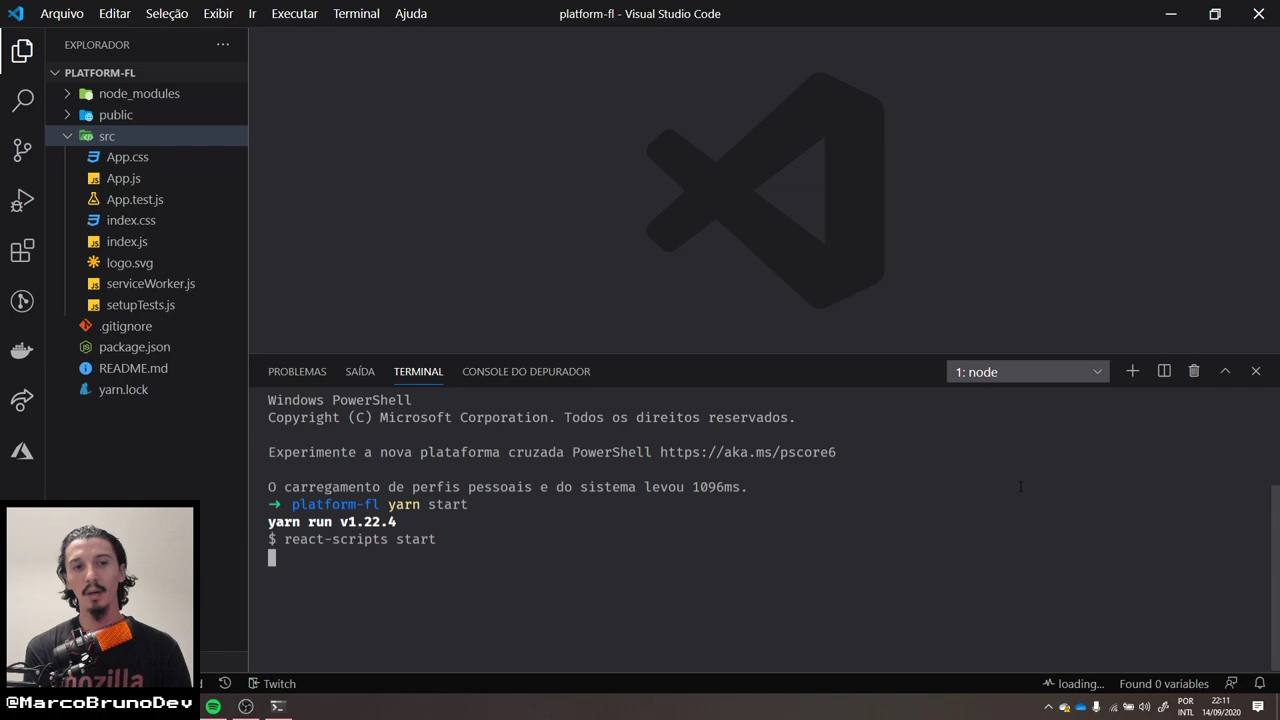 Arquivo Editar Seleção Exibir Ir Executar Terminal Ajuda platform-fl - Visual Studio Code
EXPLORADOR
PLATFORM-FL
node_modules
public
src
App.css
App.js
App.test.js
index.css
index.js
logo.svg
serviceWorker.js
setupTests.js
.gitignore
package.json
README.md
yarn.lock
PROBLEMAS SAÍDA TERMINAL CONSOLE DO DEPURADOR 1: node
Windows PowerShell
Copyright (C) Microsoft Corporation. Todos os direitos reservados.
Experimente a nova plataforma cruzada PowerShell https://aka.ms/pscore6
O carregamento de perfis pessoais e do sistema levou 1096ms.
➜ platform-fl yarn start
yarn run v1.22.4
$ react-scripts start
mozilla
@MarcoBrunoDev
Twitch loading... Found 0 variables
POR 22:11
INTL 14/09/2020